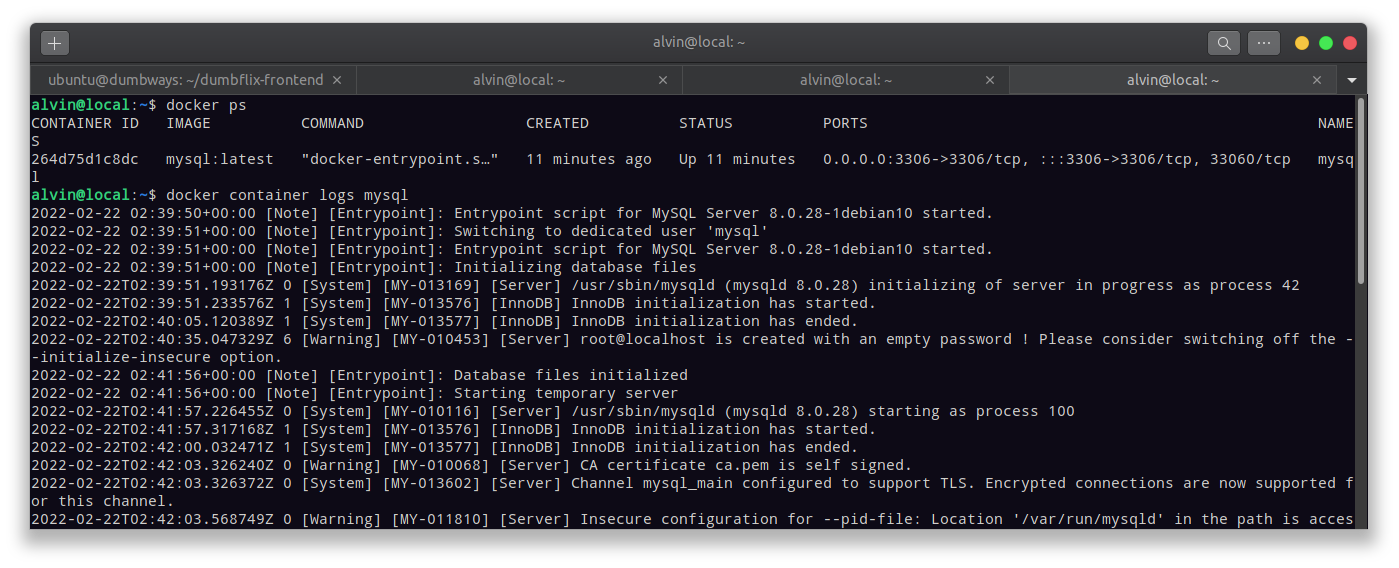 alvin@local: ~
ubuntu@dumbways: ~/dumbflix-frontend × alvin@local: ~ × alvin@local: ~ × alvin@local: ~ ×
alvin@local:~$ docker ps
CONTAINER ID   IMAGE          COMMAND                  CREATED          STATUS          PORTS                                                  NAME
S
264d75d1c8dc   mysql:latest   "docker-entrypoint.s…"   11 minutes ago   Up 11 minutes   0.0.0.0:3306->3306/tcp, :::3306->3306/tcp, 33060/tcp   mysq
l
alvin@local:~$ docker container logs mysql
2022-02-22 02:39:50+00:00 [Note] [Entrypoint]: Entrypoint script for MySQL Server 8.0.28-1debian10 started.
2022-02-22 02:39:51+00:00 [Note] [Entrypoint]: Switching to dedicated user 'mysql'
2022-02-22 02:39:51+00:00 [Note] [Entrypoint]: Entrypoint script for MySQL Server 8.0.28-1debian10 started.
2022-02-22 02:39:51+00:00 [Note] [Entrypoint]: Initializing database files
2022-02-22T02:39:51.193176Z 0 [System] [MY-013169] [Server] /usr/sbin/mysqld (mysqld 8.0.28) initializing of server in progress as process 42
2022-02-22T02:39:51.233576Z 1 [System] [MY-013576] [InnoDB] InnoDB initialization has started.
2022-02-22T02:40:05.120389Z 1 [System] [MY-013577] [InnoDB] InnoDB initialization has ended.
2022-02-22T02:40:35.047329Z 6 [Warning] [MY-010453] [Server] root@localhost is created with an empty password ! Please consider switching off the -
-initialize-insecure option.
2022-02-22 02:41:56+00:00 [Note] [Entrypoint]: Database files initialized
2022-02-22 02:41:56+00:00 [Note] [Entrypoint]: Starting temporary server
2022-02-22T02:41:57.226455Z 0 [System] [MY-010116] [Server] /usr/sbin/mysqld (mysqld 8.0.28) starting as process 100
2022-02-22T02:41:57.317168Z 1 [System] [MY-013576] [InnoDB] InnoDB initialization has started.
2022-02-22T02:42:00.032471Z 1 [System] [MY-013577] [InnoDB] InnoDB initialization has ended.
2022-02-22T02:42:03.326240Z 0 [Warning] [MY-010068] [Server] CA certificate ca.pem is self signed.
2022-02-22T02:42:03.326372Z 0 [System] [MY-013602] [Server] Channel mysql_main configured to support TLS. Encrypted connections are now supported f
or this channel.
2022-02-22T02:42:03.568749Z 0 [Warning] [MY-011810] [Server] Insecure configuration for --pid-file: Location '/var/run/mysqld' in the path is acces